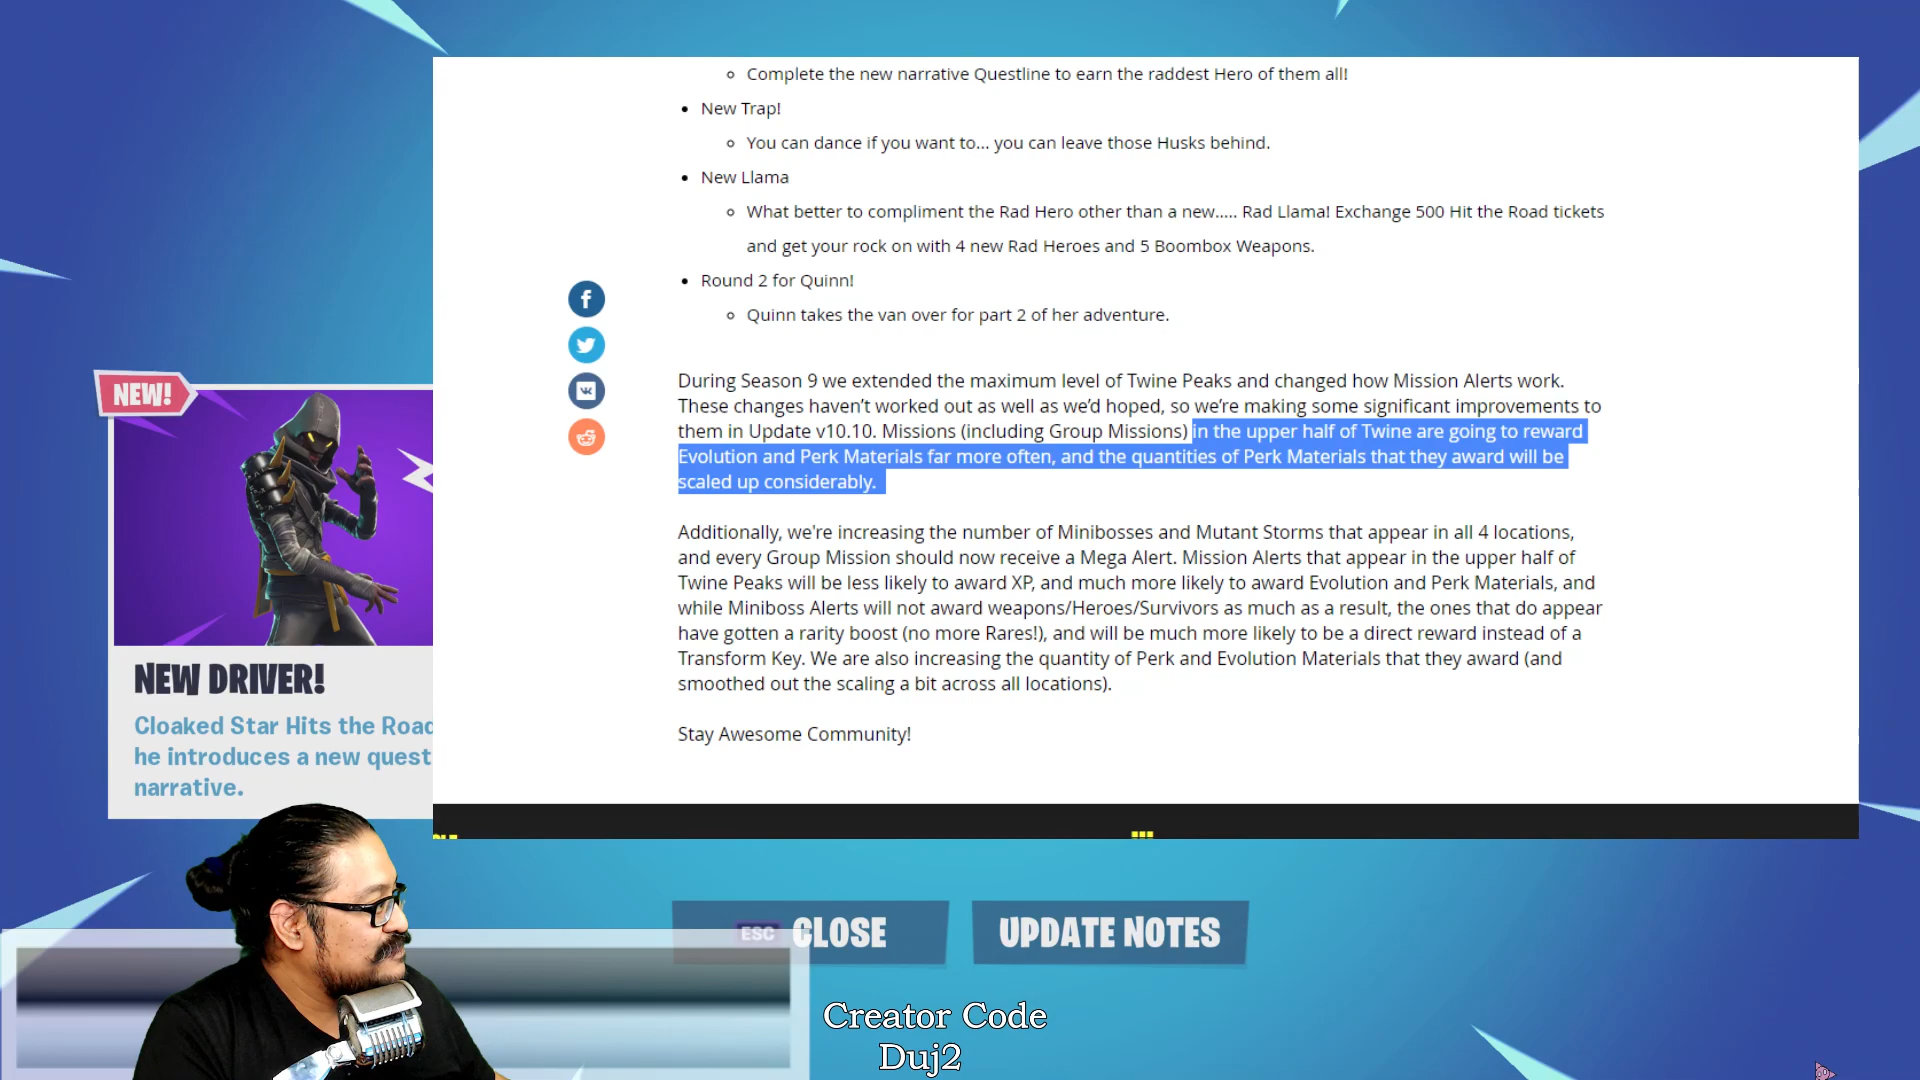 Complete the new narrative Questline to earn the raddest Hero of them all!
New Trap!
You can dance if you want to... you can leave those Husks behind.
New Llama
What better to compliment the Rad Hero other than a new..... Rad Llama! Exchange 500 Hit the Road tickets
and get your rock on with 4 new Rad Heroes and 5 Boombox Weapons.
Round 2 for Quinn!
Quinn takes the van over for part 2 of her adventure.
During Season 9 we extended the maximum level of Twine Peaks and changed how Mission Alerts work.
These changes haven't worked out as well as we'd hoped, so we're making some significant improvements to
them in Update v10.10. Missions (including Group Missions) in the upper half of Twine are going to reward
Evolution and Perk Materials far more often, and the quantities of Perk Materials that they award will be
scaled up considerably.
Additionally, we're increasing the number of Minibosses and Mutant Storms that appear in all 4 locations,
and every Group Mission should now receive a Mega Alert. Mission Alerts that appear in the upper half of
Twine Peaks will be less likely to award XP, and much more likely to award Evolution and Perk Materials, and
while Miniboss Alerts will not award weapons/Heroes/Survivors as much as a result, the ones that do appear
have gotten a rarity boost (no more Rares!), and will be much more likely to be a direct reward instead of a
Transform Key. We are also increasing the quantity of Perk and Evolution Materials that they award (and
smoothed out the scaling a bit across all locations).
Stay Awesome Community!
NEW!
NEW DRIVER!
Cloaked Star Hits the Road
he introduces a new quest
narrative.
ESC CLOSE
UPDATE NOTES
Creator Code
Duj2